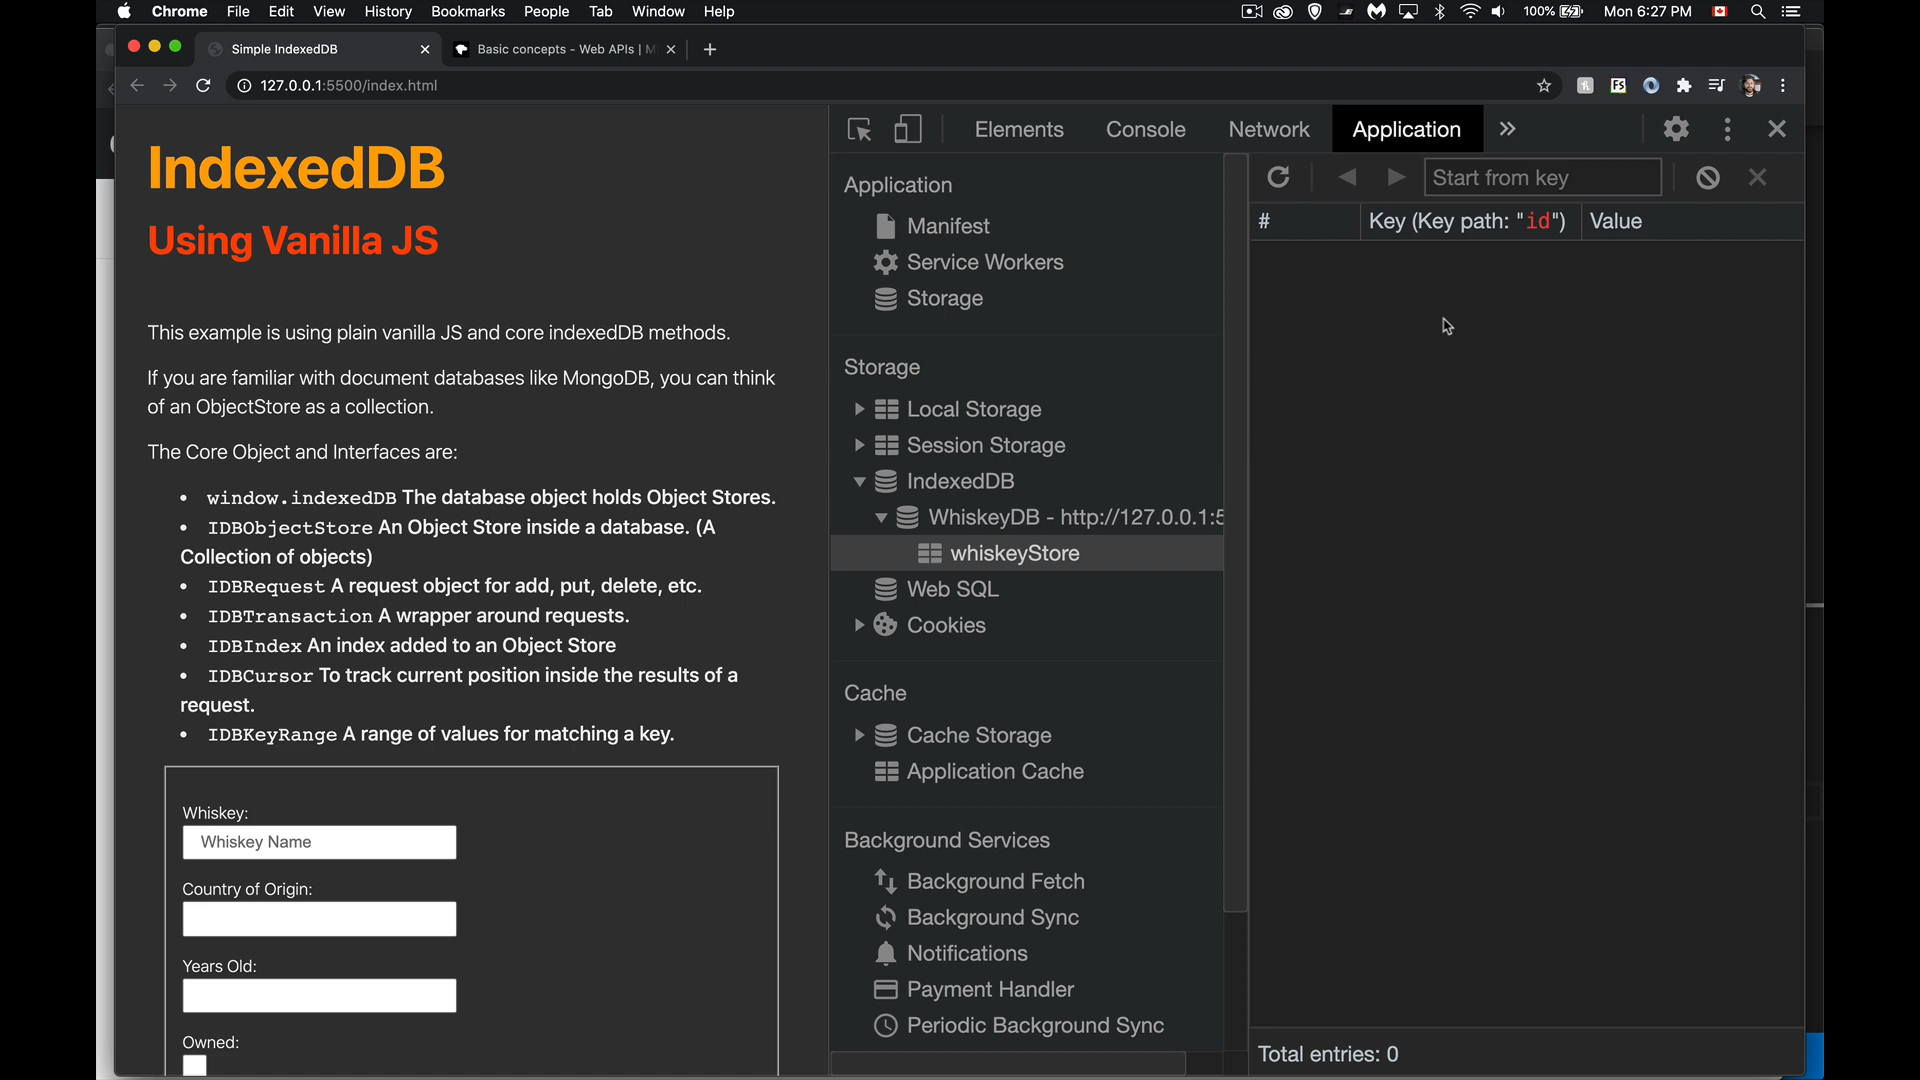 Chrome File Edit View History Bookmarks People Tab Window Help 100% Mon 6:27 PM
Simple IndexedDB Basic concepts - Web APIs | M
127.0.0.1:5500/index.html
IndexedDB
Using Vanilla JS
This example is using plain vanilla JS and core indexedDB methods.
If you are familiar with document databases like MongoDB, you can think
of an ObjectStore as a collection.
The Core Object and Interfaces are:
• window.indexedDB The database object holds Object Stores.
• IDBObjectStore An Object Store inside a database. (A
Collection of objects)
• IDBRequest A request object for add, put, delete, etc.
• IDBTransaction A wrapper around requests.
• IDBIndex An index added to an Object Store
• IDBCursor To track current position inside the results of a
request.
• IDBKeyRange A range of values for matching a key.
Whiskey:
Whiskey Name
Country of Origin:
Years Old:
Owned:
Elements Console Network Application »
Application
Manifest
Service Workers
Storage
Storage
Local Storage
Session Storage
IndexedDB
WhiskeyDB - http://127.0.0.1:5
whiskeyStore
Web SQL
Cookies
Cache
Cache Storage
Application Cache
Background Services
Background Fetch
Background Sync
Notifications
Payment Handler
Periodic Background Sync
Start from key
# Key (Key path: "id") Value
Total entries: 0